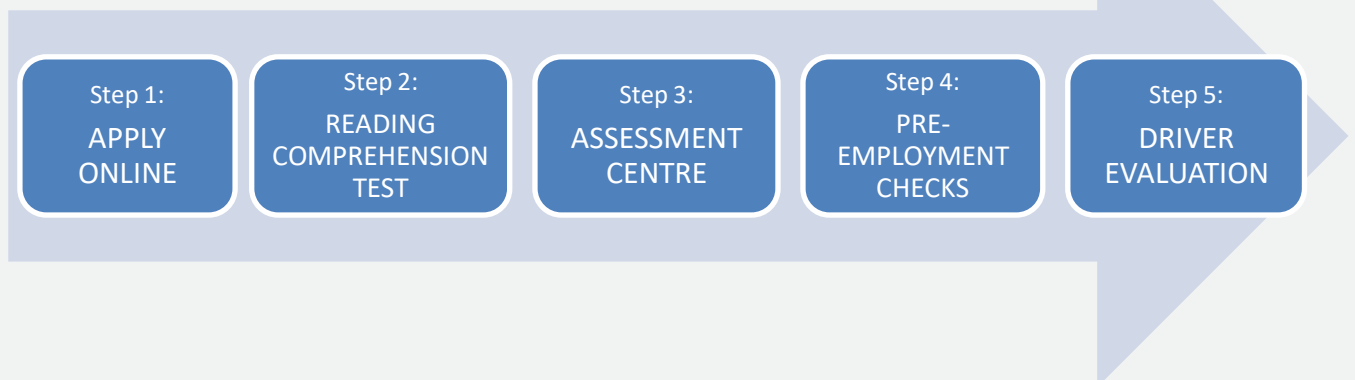 Step 1:
APPLY
ONLINE
Step 2:
READING
COMPREHENSION
TEST
Step 3:
ASSESSMENT
CENTRE
Step 4:
PRE-
EMPLOYMENT
CHECKS
Step 5:
DRIVER
EVALUATION